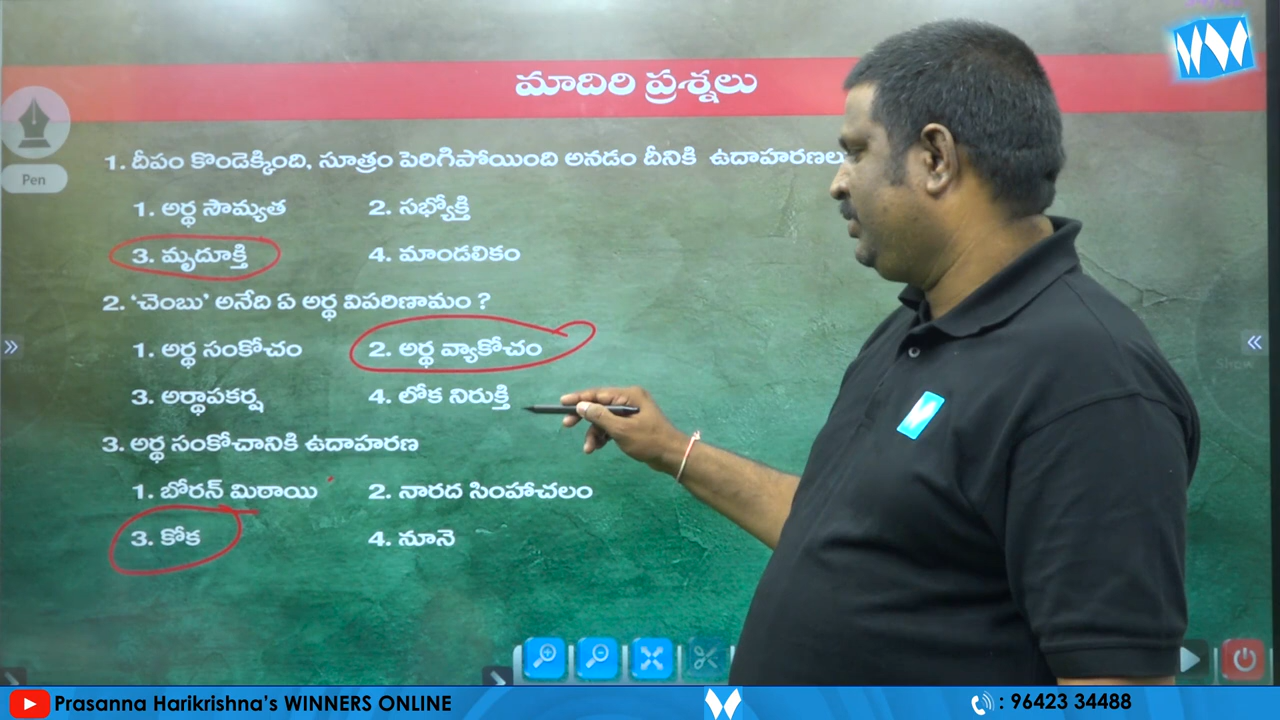 మాదిరి ప్రశ్నలు
Pen
1. దీపం కొండెక్కింది, సూత్రం పెరిగిపోయింది అనడం దీనికి ఉదాహరణలు
1. అర్థ సౌమ్యత 2. సభ్యోక్తి
3. మృదూక్తి 4. మాండలికం
2. ‘చెంబు’ అనేది ఏ అర్థ విపరిణామం ?
1. అర్థ సంకోచం 2. అర్థ వ్యాకోచం
3. అర్థాపకర్ష 4. లోక నిరుక్తి
3. అర్థ సంకోచానికి ఉదాహరణ
1. బోరన్ మిఠాయి 2. నారద సింహాచలం
3. కోక 4. నూనె
Prasanna Harikrishna's WINNERS ONLINE
: 96423 34488